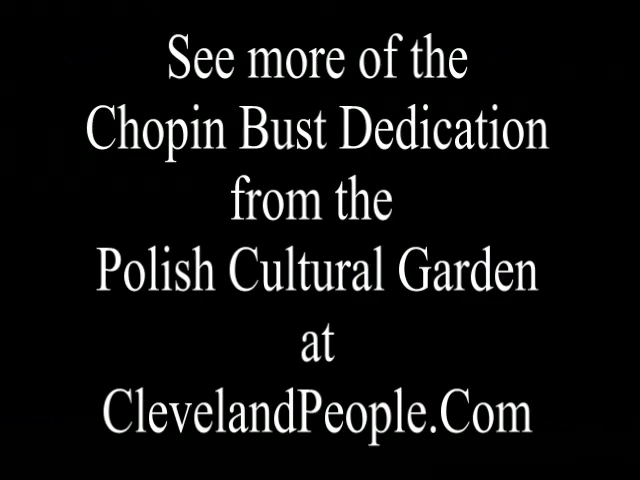 See more of the
Chopin Bust Dedication
from the
Polish Cultural Garden
at
ClevelandPeople.Com